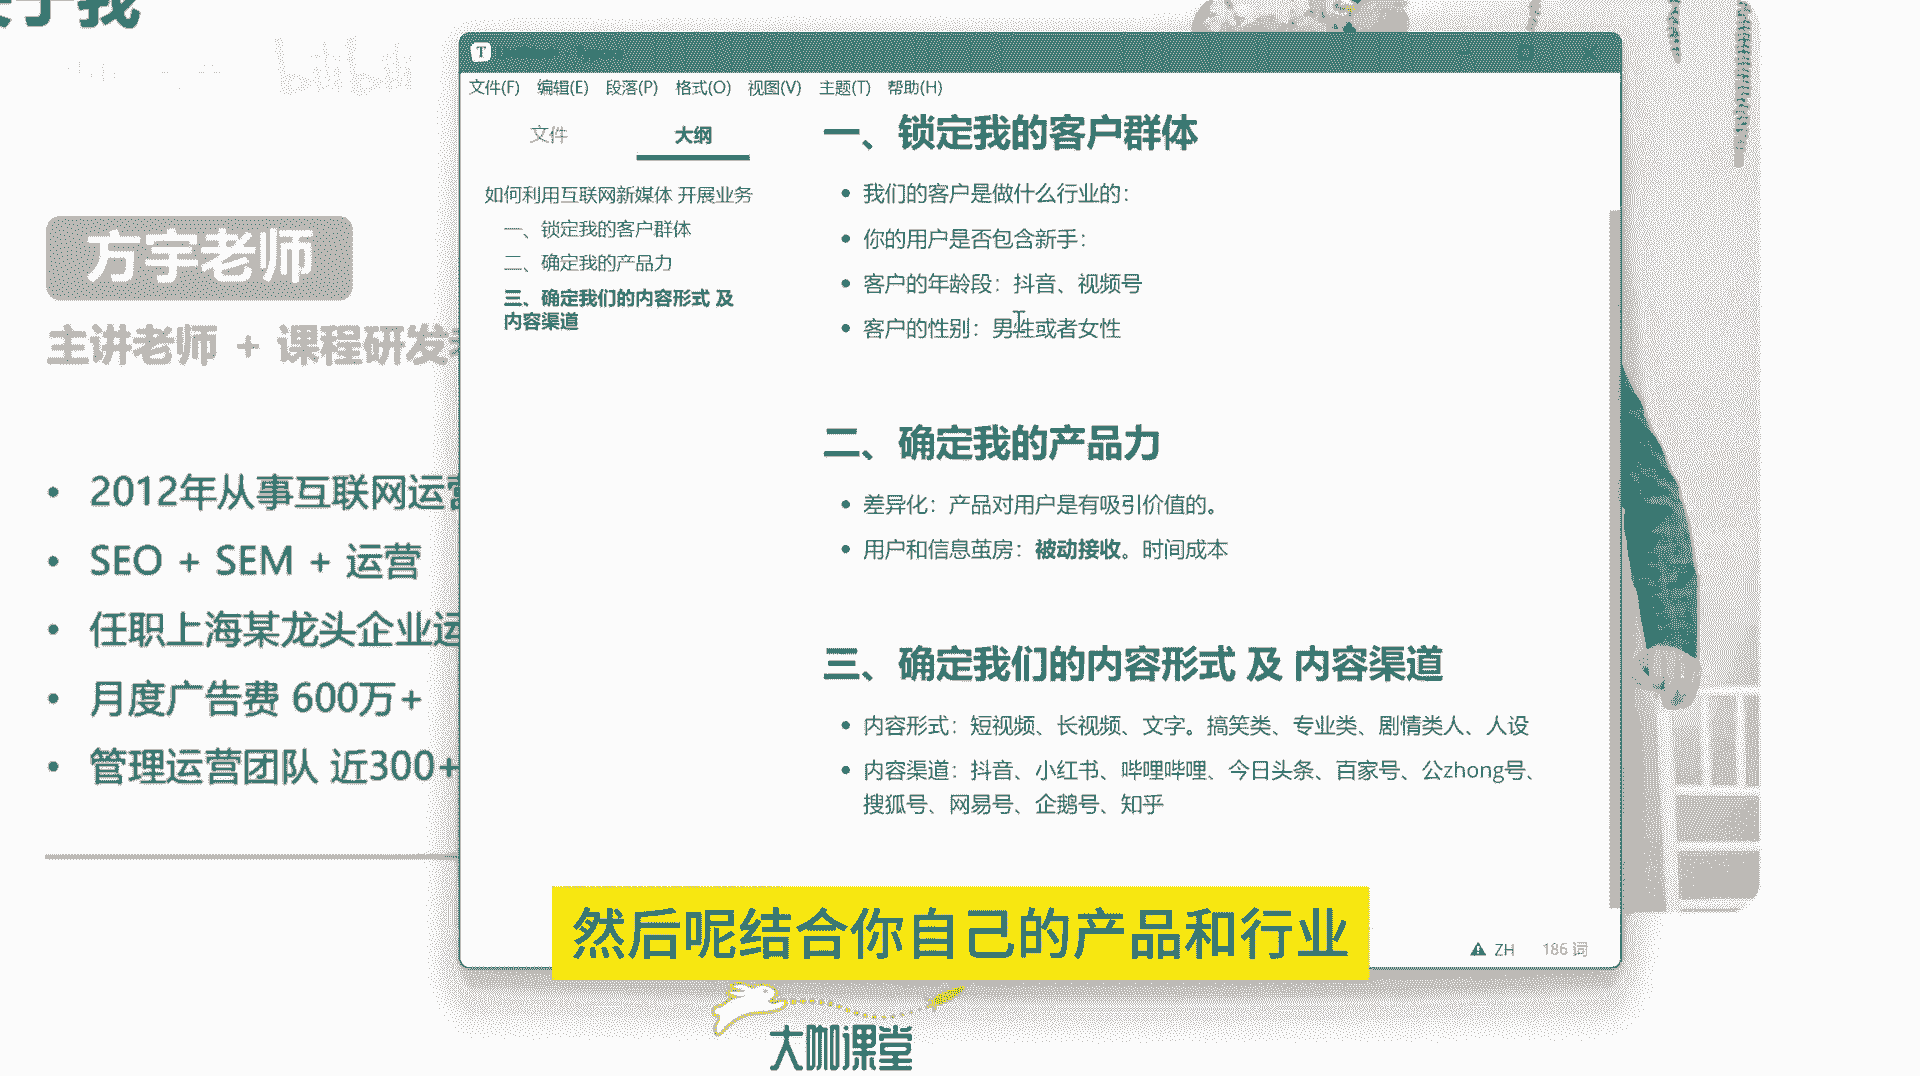 关于我
bilibili
方宇老师
主讲老师 + 课程研发
2012年从事互联网运营
SEO + SEM + 运营
任职上海某龙头企业运
月度广告费 600万+
管理运营团队 近300+
T
文件(F) 编辑(E) 段落(P) 格式(O) 视图(V) 主题(T) 帮助(H)
文件 大纲
如何利用互联网新媒体 开展业务
一、锁定我的客户群体
二、确定我的产品力
三、确定我们的内容形式 及
内容渠道
一、锁定我的客户群体
我们的客户是做什么行业的：
你的用户是否包含新手：
客户的年龄段：抖音、视频号
客户的性别：男性或者女性
二、确定我的产品力
差异化：产品对用户是有吸引价值的。
用户和信息茧房：被动接收。时间成本
三、确定我们的内容形式 及 内容渠道
内容形式：短视频、长视频、文字。搞笑类、专业类、剧情类人、人设
内容渠道：抖音、小红书、哔哩哔哩、今日头条、百家号、公zhong号、
搜狐号、网易号、企鹅号、知乎
ZH 186 词
然后呢结合你自己的产品和行业
大咖课堂